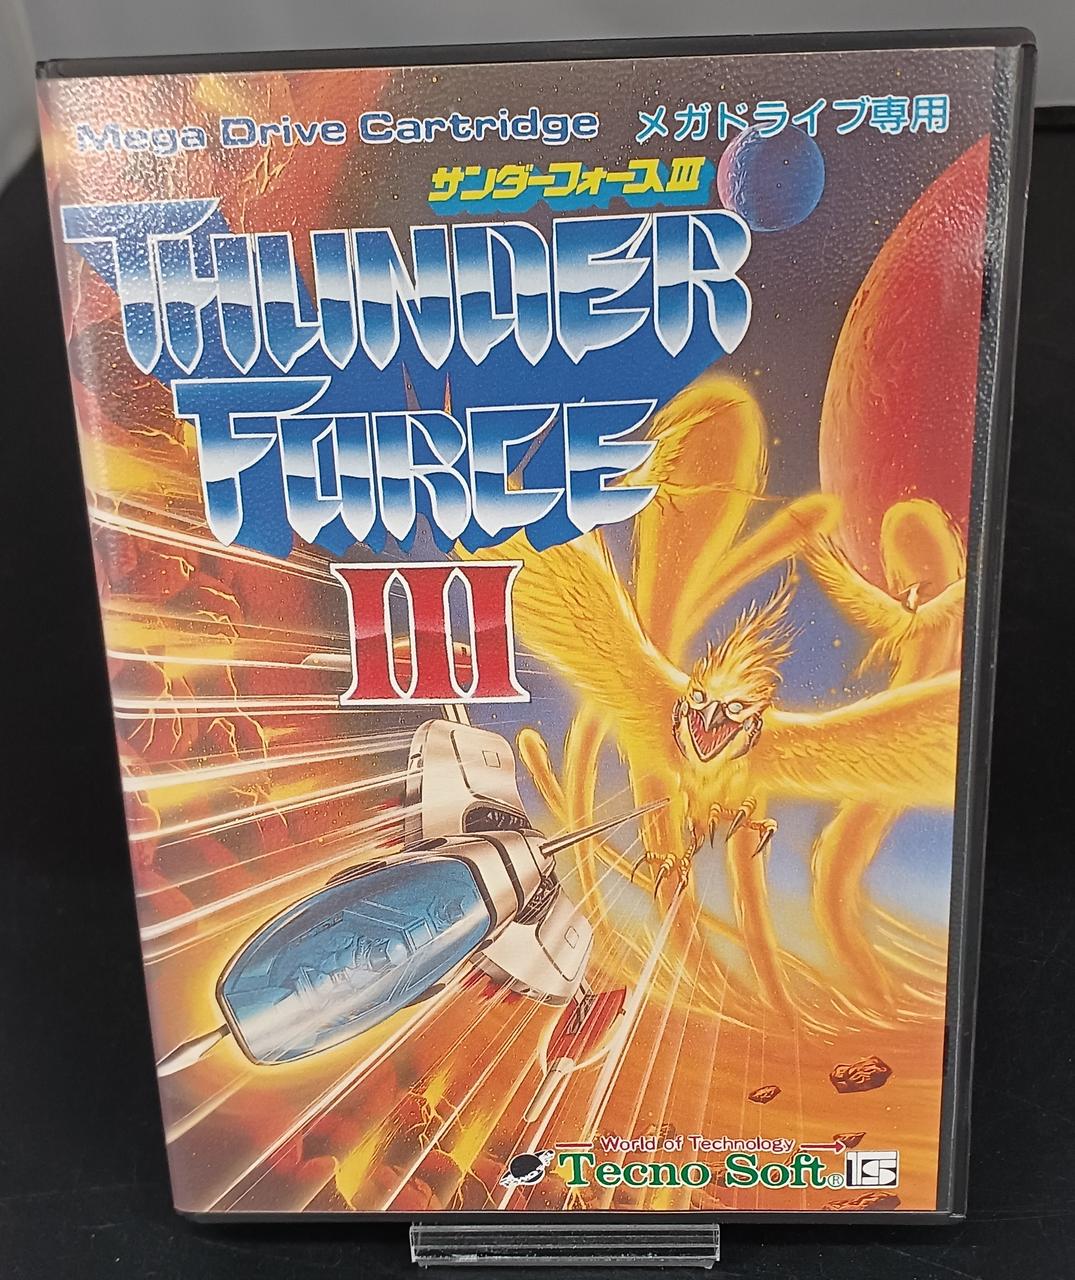 Mega Drive Cartridge メガドライブ専用
サンダーフォースIII
THUNDER
FORCE
III
World of Technology
Tecno Soft®